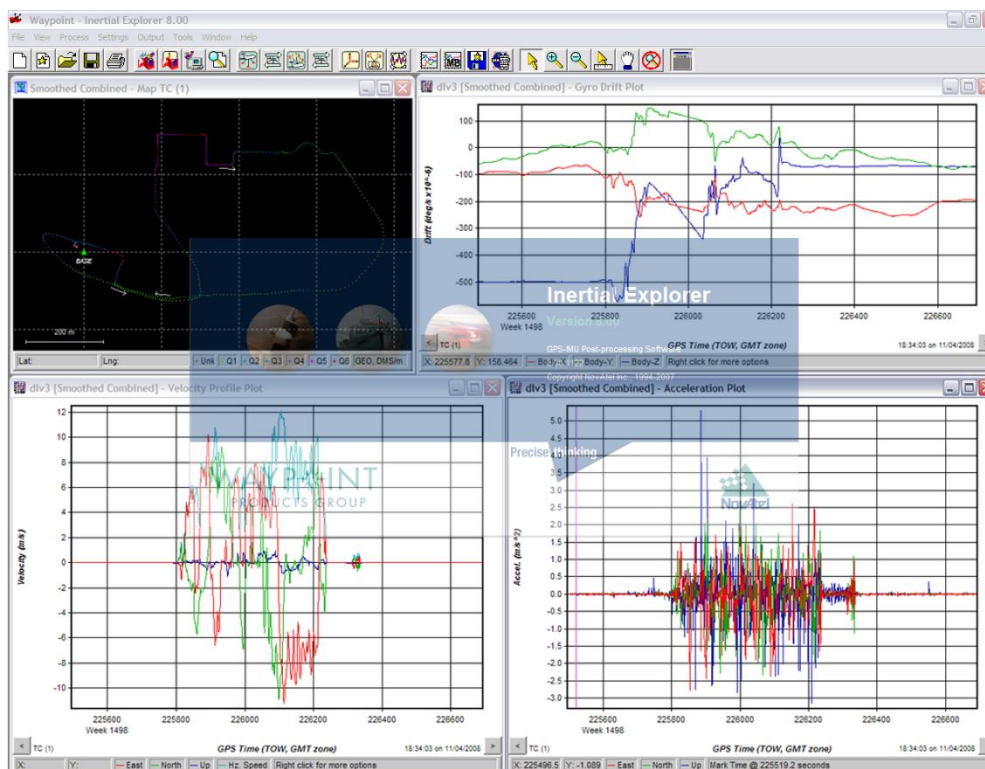 Waypoint - Inertial Explorer 8.00
File View Process Settings Output Tools Window Help
MB
Smoothed Combined - Map TC (1)
BASE
200 m
Lat: Lng: Unk Q1 Q2 Q3 Q4 Q5 Q6 GEO, DMS/m
dlv3 [Smoothed Combined] - Gyro Drift Plot
Drift (deg/s x10^-6)
100
0
-100
-200
-300
-400
-500
225600 225800 226000 226200 226400 226600
Week 1498
TC (1) GPS Time (TOW, GMT zone) 18:34:03 on 11/04/2008
X: 225577.8 Y: 158.464 Body-X Body-Y Body-Z Right click for more options
Inertial Explorer
Version 8.00
GPS-IMU Post-processing Software
Copyright NovAtel Inc., 1994-2007
Precise thinking
WAYPOINT
PRODUCTS GROUP
NovAtel
dlv3 [Smoothed Combined] - Velocity Profile Plot
Velocity (m/s)
12
10
8
6
4
2
0
-2
-4
-6
-8
-10
225600 225800 226000 226200 226400 226600
Week 1498
TC (1) GPS Time (TOW, GMT zone) 18:34:03 on 11/04/2008
X: Y: East North Up Hz. Speed Right click for more options
dlv3 [Smoothed Combined] - Acceleration Plot
Accel. (m/s^2)
5.0
4.5
4.0
3.5
3.0
2.5
2.0
1.5
1.0
0.5
0.0
-0.5
-1.0
-1.5
-2.0
-2.5
-3.0
225600 225800 226000 226200 226400 226600
Week 1498
TC (1) GPS Time (TOW, GMT zone) 18:34:03 on 11/04/2008
X: 225496.5 Y: -1.089 East North Up Mark Time @ 225519.2 seconds